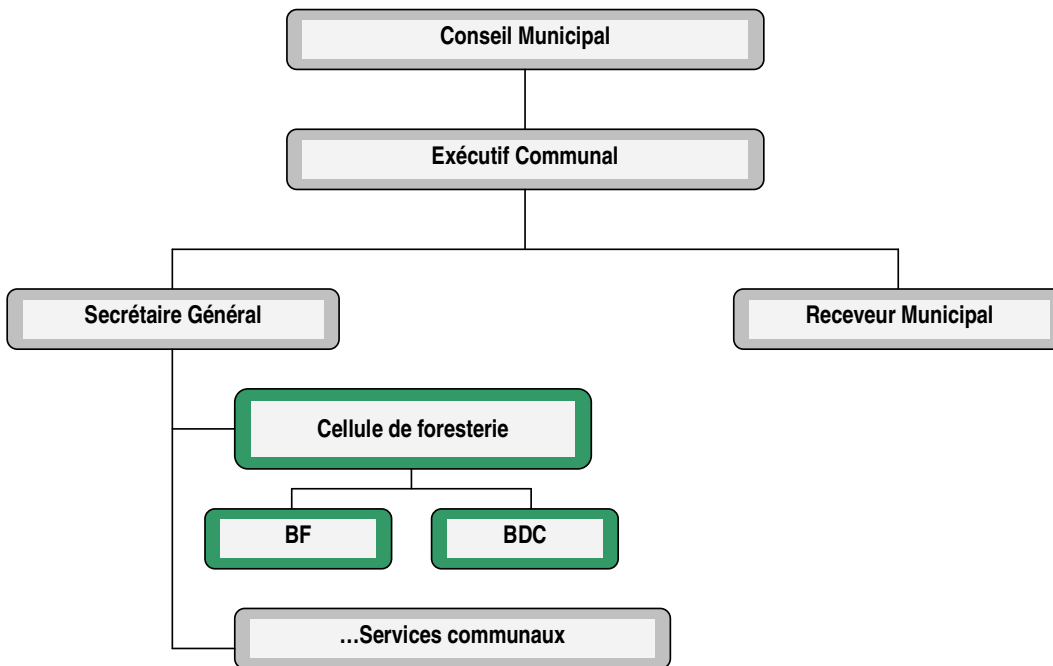 Conseil Municipal
Exécutif Communal
Secrétaire Général
Receveur Municipal
Cellule de foresterie
BF
BDC
…Services communaux